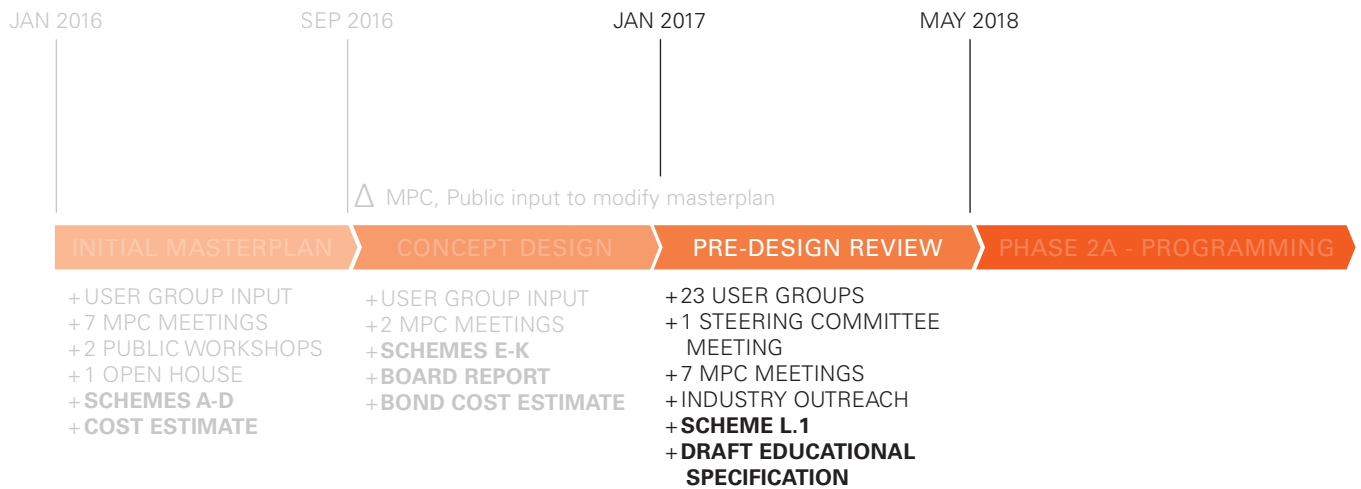 JAN 2016
SEP 2016
JAN 2017
MAY 2018
Δ MPC, Public input to modify masterplan
INITIAL MASTERPLAN
CONCEPT DESIGN
PRE-DESIGN REVIEW
PHASE 2A - PROGRAMMING
+USER GROUP INPUT
+7 MPC MEETINGS
+2 PUBLIC WORKSHOPS
+1 OPEN HOUSE
+SCHEMES A-D
+COST ESTIMATE
+USER GROUP INPUT
+2 MPC MEETINGS
+SCHEMES E-K
+BOARD REPORT
+BOND COST ESTIMATE
+23 USER GROUPS
+1 STEERING COMMITTEE
MEETING
+7 MPC MEETINGS
+INDUSTRY OUTREACH
+SCHEME L.1
+DRAFT EDUCATIONAL
SPECIFICATION